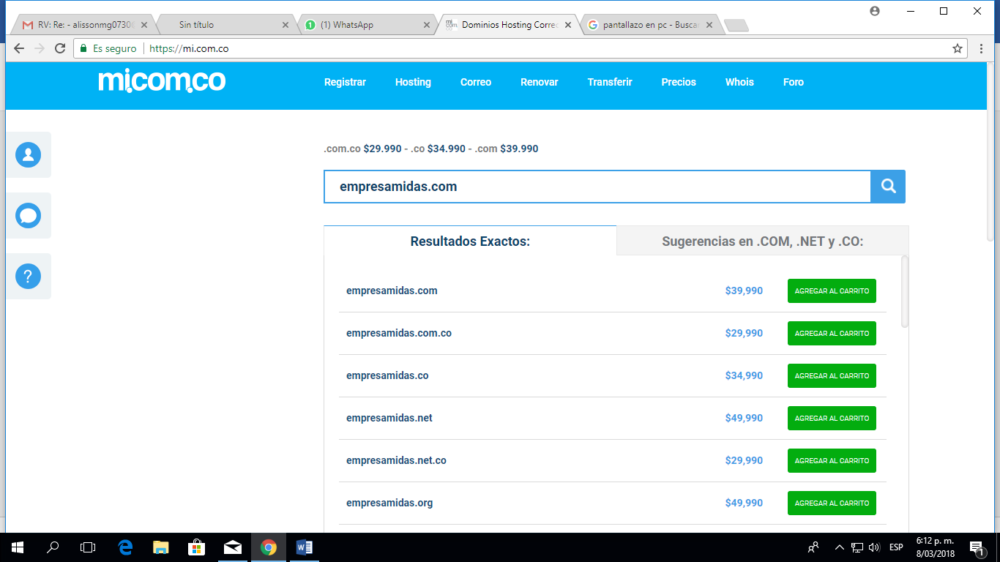 RV: Re: - alissonmg0730@
Sin título
(1) WhatsApp
Dominios Hosting Correo
pantallazo en pc - Buscar
Es seguro
https://mi.com.co
mi.com.co
Registrar
Hosting
Correo
Renovar
Transferir
Precios
Whois
Foro
.com.co $29.990 - .co $34.990 - .com $39.990
empresamidas.com
Resultados Exactos:
Sugerencias en .COM, .NET y .CO:
empresamidas.com $39,990 AGREGAR AL CARRITO
empresamidas.com.co $29,990 AGREGAR AL CARRITO
empresamidas.co $34,990 AGREGAR AL CARRITO
empresamidas.net $49,990 AGREGAR AL CARRITO
empresamidas.net.co $29,990 AGREGAR AL CARRITO
empresamidas.org $49,990 AGREGAR AL CARRITO
ESP
6:12 p. m.
8/03/2018
1